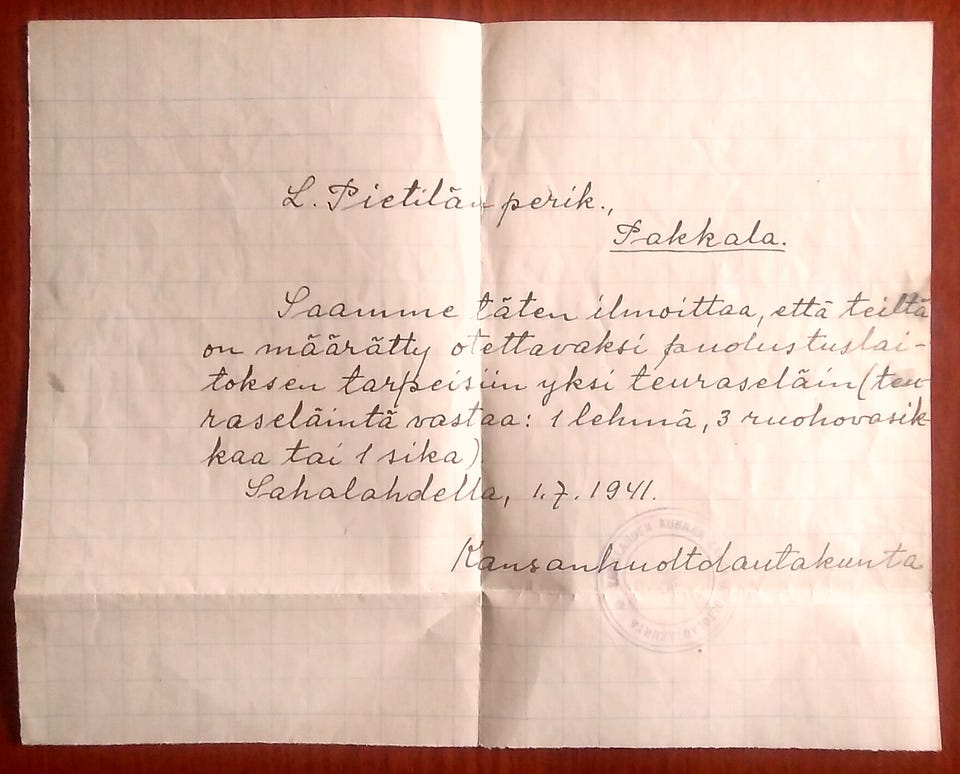 L. Pietilän perik.,
Pakkala.
Saamme täten ilmoittaa, että teiltä
on määrätty otettavaksi puolustuslai-
toksen tarpeisiin yksi teuraseläin (teu-
raseläintä vastaa: 1 lehmä, 3 ruohovasik-
kaa tai 1 sika)
Sahalahdella, 1.7.1941.
Kansanhuoltolautakunta